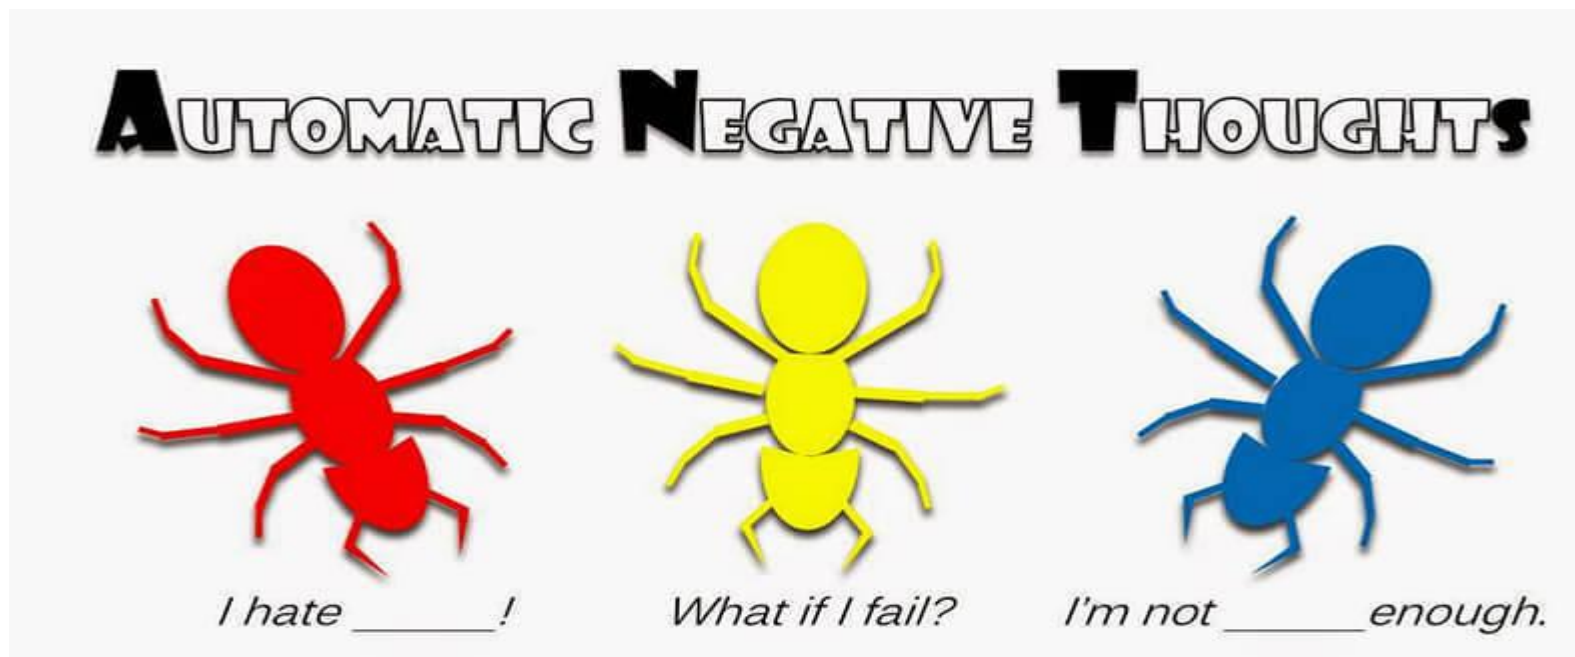 AUTOMATIC NEGATIVE THOUGHTS
I hate ______!
What if I fail?
I'm not ______ enough.